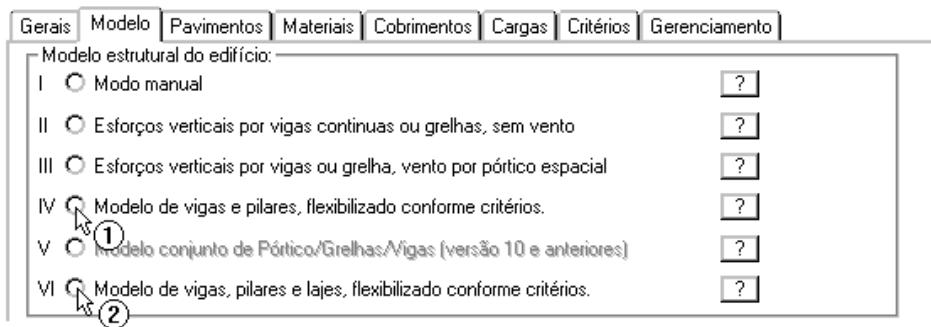 Gerais Modelo Pavimentos Materiais Cobrimentos Cargas Critérios Gerenciamento
Modelo estrutural do edifício:
I Modo manual ?
II Esforços verticais por vigas continuas ou grelhas, sem vento ?
III Esforços verticais por vigas ou grelha, vento por pórtico espacial ?
IV Modelo de vigas e pilares, flexibilizado conforme critérios. ?
1
V Modelo conjunto de Pórtico/Grelhas/Vigas (versão 10 e anteriores) ?
VI Modelo de vigas, pilares e lajes, flexibilizado conforme critérios. ?
2